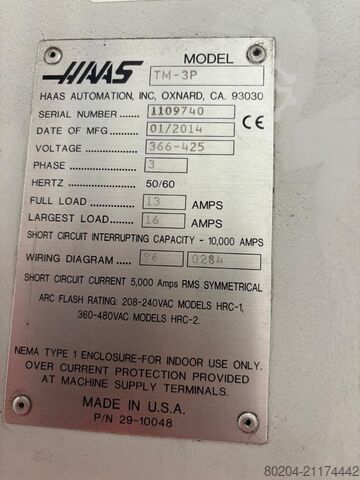 HAAS MODEL TM-3P
HAAS AUTOMATION, INC, OXNARD, CA. 93030
SERIAL NUMBER ...... 1109740
DATE OF MFG ......... 01/2014
VOLTAGE .............. 366-425
PHASE ................. 3
HERTZ ................. 50/60
FULL LOAD ........ 13 AMPS
LARGEST LOAD.... 16 AMPS
SHORT CIRCUIT INTERRUPTING CAPACITY - 10,000 AMPS
WIRING DIAGRAM .... 96 0284
SHORT CIRCUIT CURRENT 5,000 Amps RMS SYMMETRICAL
ARC FLASH RATING: 208-240VAC MODELS HRC-1,
360-480VAC MODELS HRC-2.
NEMA TYPE 1 ENCLOSURE-FOR INDOOR USE ONLY.
OVER CURRENT PROTECTION PROVIDED
AT MACHINE SUPPLY TERMINALS.
MADE IN U.S.A.
P/N 29-10048
80204-21174442